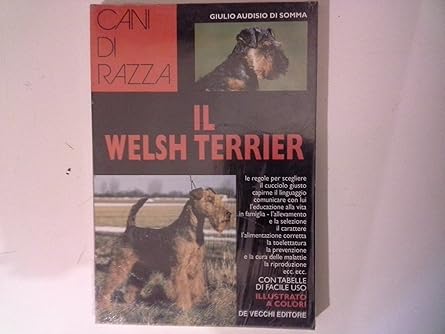 GIULIO AUDISIO DI SOMMA
CANI
DI
RAZZA
IL
WELSH TERRIER
le regole per scegliere
il cucciolo giusto
capirne il linguaggio
comunicare con lui
l'educazione alla vita
in famiglia - l'allevamento
e la selezione
il carattere
l'alimentazione corretta
la toelettatura
la prevenzione
e la cura delle malattie
la riproduzione
ecc. ecc.
CON TABELLE
DI FACILE USO
ILLUSTRATO
A COLORI
DE VECCHI EDITORE